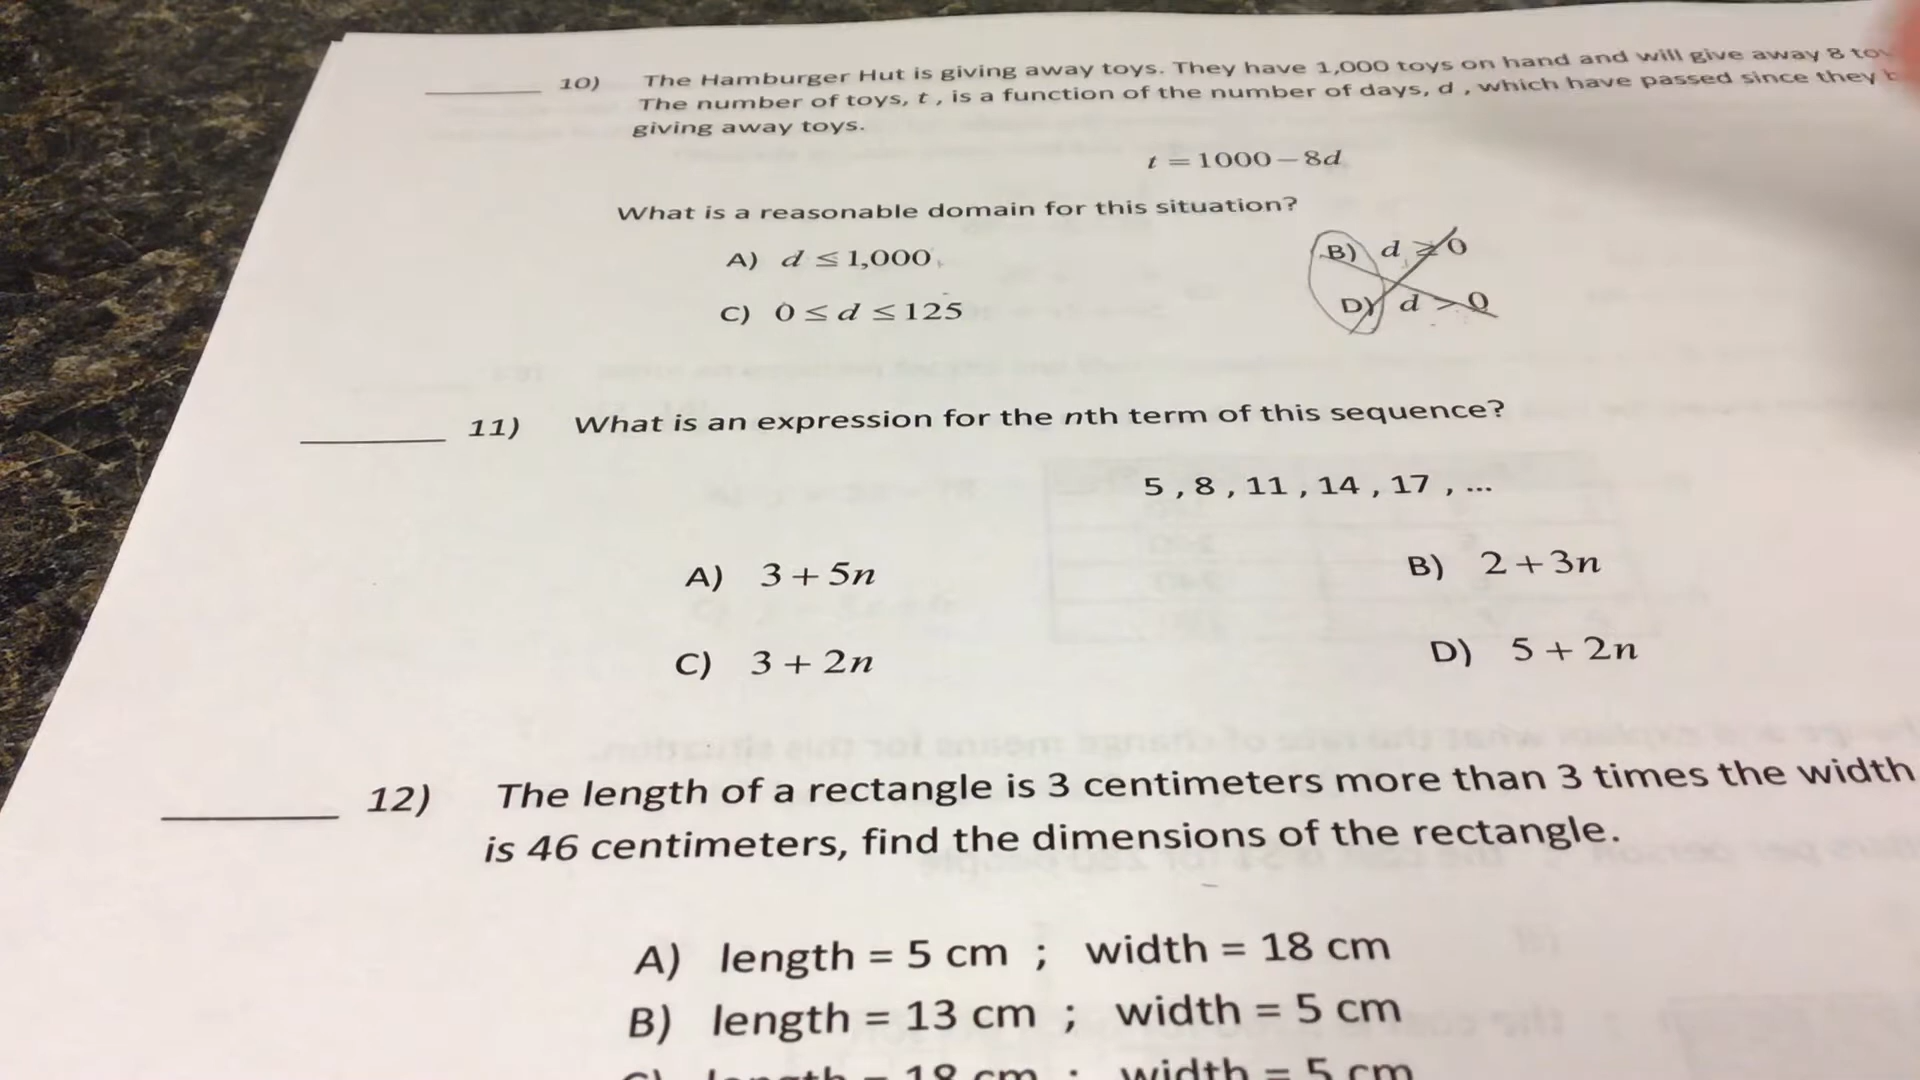 10) The Hamburger Hut is giving away toys. They have 1,000 toys on hand and will give away 8
The number of toys, t, is a function of the number of days, d, which have passed since they
giving away toys.
t = 1000 – 8d
What is a reasonable domain for this situation?
A) d ≤ 1,000 B) d ≥ 0
C) 0 ≤ d ≤ 125 D) d > 0
11) What is an expression for the nth term of this sequence?
5 , 8 , 11 , 14 , 17 , ...
A) 3 + 5n B) 2 + 3n
C) 3 + 2n D) 5 + 2n
12) The length of a rectangle is 3 centimeters more than 3 times the width
is 46 centimeters, find the dimensions of the rectangle.
A) length = 5 cm ; width = 18 cm
B) length = 13 cm ; width = 5 cm
C) length = 18 cm ; width = 5 cm